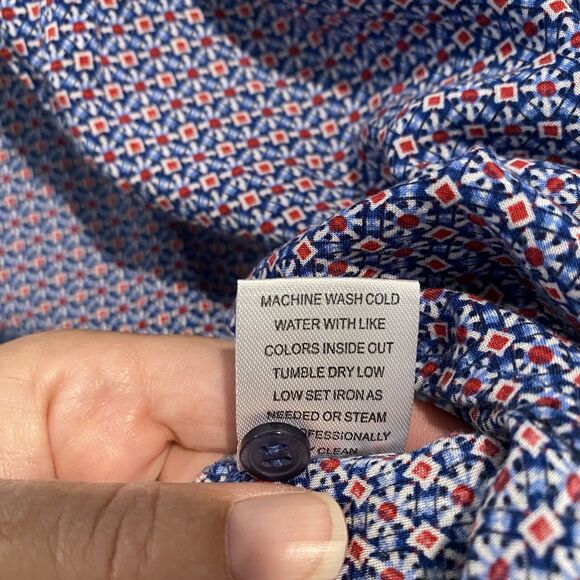 MACHINE WASH COLD
WATER WITH LIKE
COLORS INSIDE OUT
TUMBLE DRY LOW
LOW SET IRON AS
NEEDED OR STEAM
CLEAN